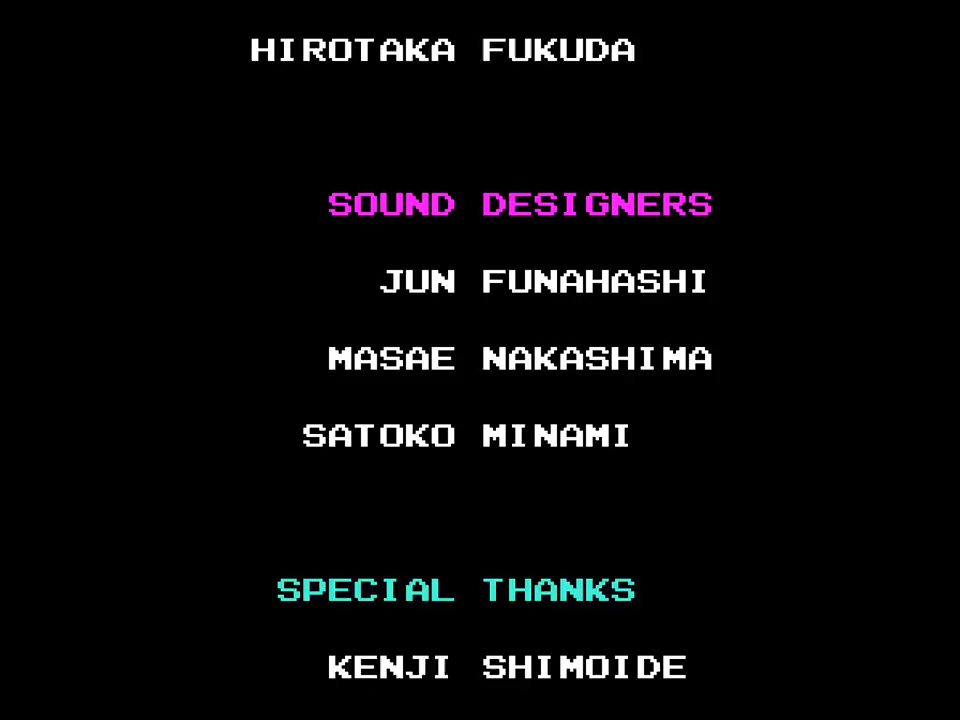 HIROTAKA FUKUDA
SOUND DESIGNERS
JUN FUNAHASHI
MASAE NAKASHIMA
SATOKO MINAMI
SPECIAL THANKS
KENJI SHIMOIDE